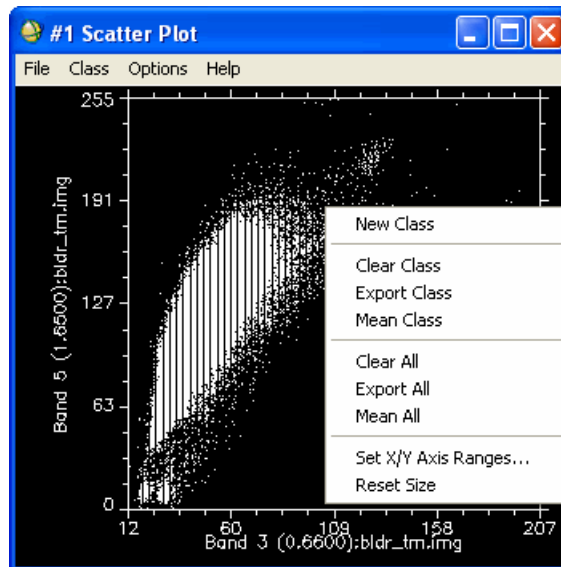 #1 Scatter Plot
File Class Options Help
255
191
127
63
0
Band 5 (1.6500):bldr_tm.img
New Class
Clear Class
Export Class
Mean Class
Clear All
Export All
Mean All
Set X/Y Axis Ranges...
Reset Size
12 60 109 158 207
Band 3 (0.6600):bldr_tm.img